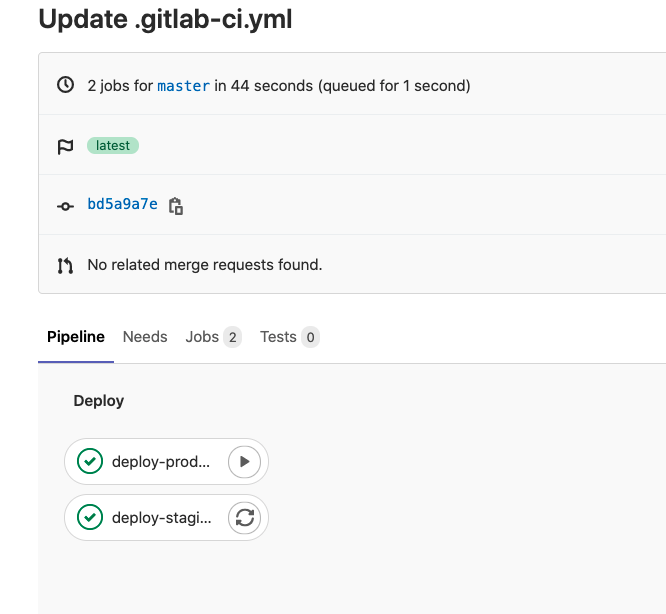 Update .gitlab-ci.yml
2 jobs for master in 44 seconds (queued for 1 second)
latest
bd5a9a7e
No related merge requests found.
Pipeline Needs Jobs 2 Tests 0
Deploy
deploy-prod...
deploy-stagi...